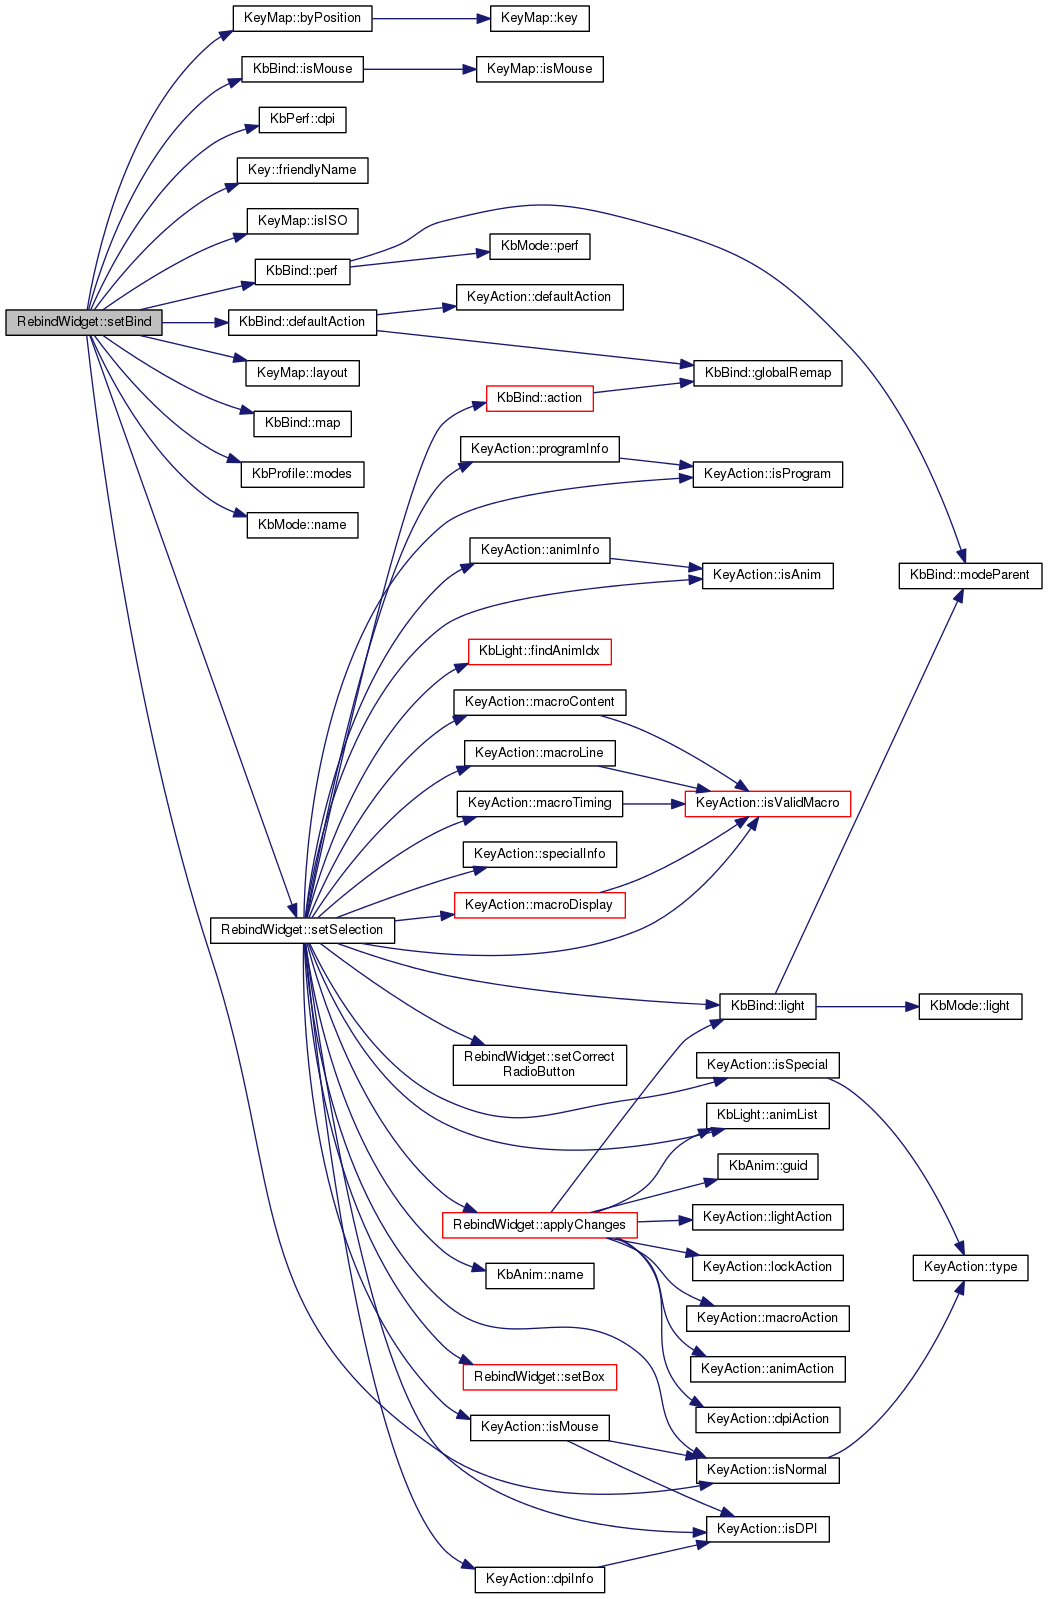 KeyMap::byPosition
KeyMap::key
KbBind::isMouse
KeyMap::isMouse
KbPerf::dpi
Key::friendlyName
KeyMap::isISO
KbMode::perf
KbBind::perf
KeyAction::defaultAction
RebindWidget::setBind
KbBind::defaultAction
KeyMap::layout
KbBind::globalRemap
KbBind::action
KbBind::map
KeyAction::programInfo
KbProfile::modes
KeyAction::isProgram
KbMode::name
KeyAction::animInfo
KeyAction::isAnim
KbBind::modeParent
KbLight::findAnimIdx
KeyAction::macroContent
KeyAction::macroLine
KeyAction::macroTiming
KeyAction::isValidMacro
KeyAction::specialInfo
KeyAction::macroDisplay
RebindWidget::setSelection
KbBind::light
KbMode::light
RebindWidget::setCorrect
RadioButton
KeyAction::isSpecial
KbLight::animList
KbAnim::guid
RebindWidget::applyChanges
KeyAction::lightAction
KeyAction::lockAction
KeyAction::type
KbAnim::name
KeyAction::macroAction
KeyAction::animAction
RebindWidget::setBox
KeyAction::dpiAction
KeyAction::isMouse
KeyAction::isNormal
KeyAction::isDPI
KeyAction::dpiInfo